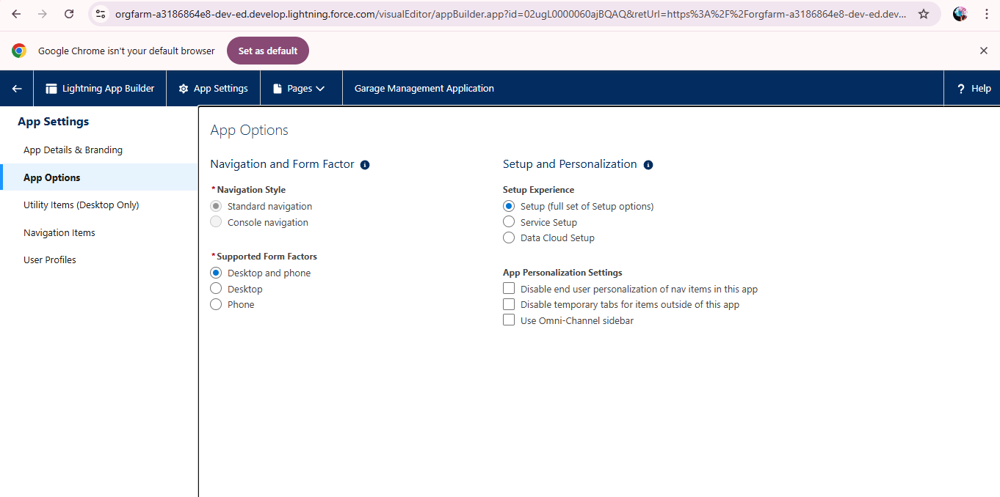 orgfarm-a3186864e8-dev-ed.develop.lightning.force.com/visualEditor/appBuilder.app?id=02ugL0000060ajBQAQ&retUrl=https%3A%2F%2Forgfarm-a3186864e8-dev-ed.dev...
Google Chrome isn't your default browser Set as default
Lightning App Builder App Settings Pages Garage Management Application ? Help
App Settings
App Details & Branding
App Options
Utility Items (Desktop Only)
Navigation Items
User Profiles
App Options
Navigation and Form Factor
* Navigation Style
Standard navigation
Console navigation
* Supported Form Factors
Desktop and phone
Desktop
Phone
Setup and Personalization
Setup Experience
Setup (full set of Setup options)
Service Setup
Data Cloud Setup
App Personalization Settings
Disable end user personalization of nav items in this app
Disable temporary tabs for items outside of this app
Use Omni-Channel sidebar